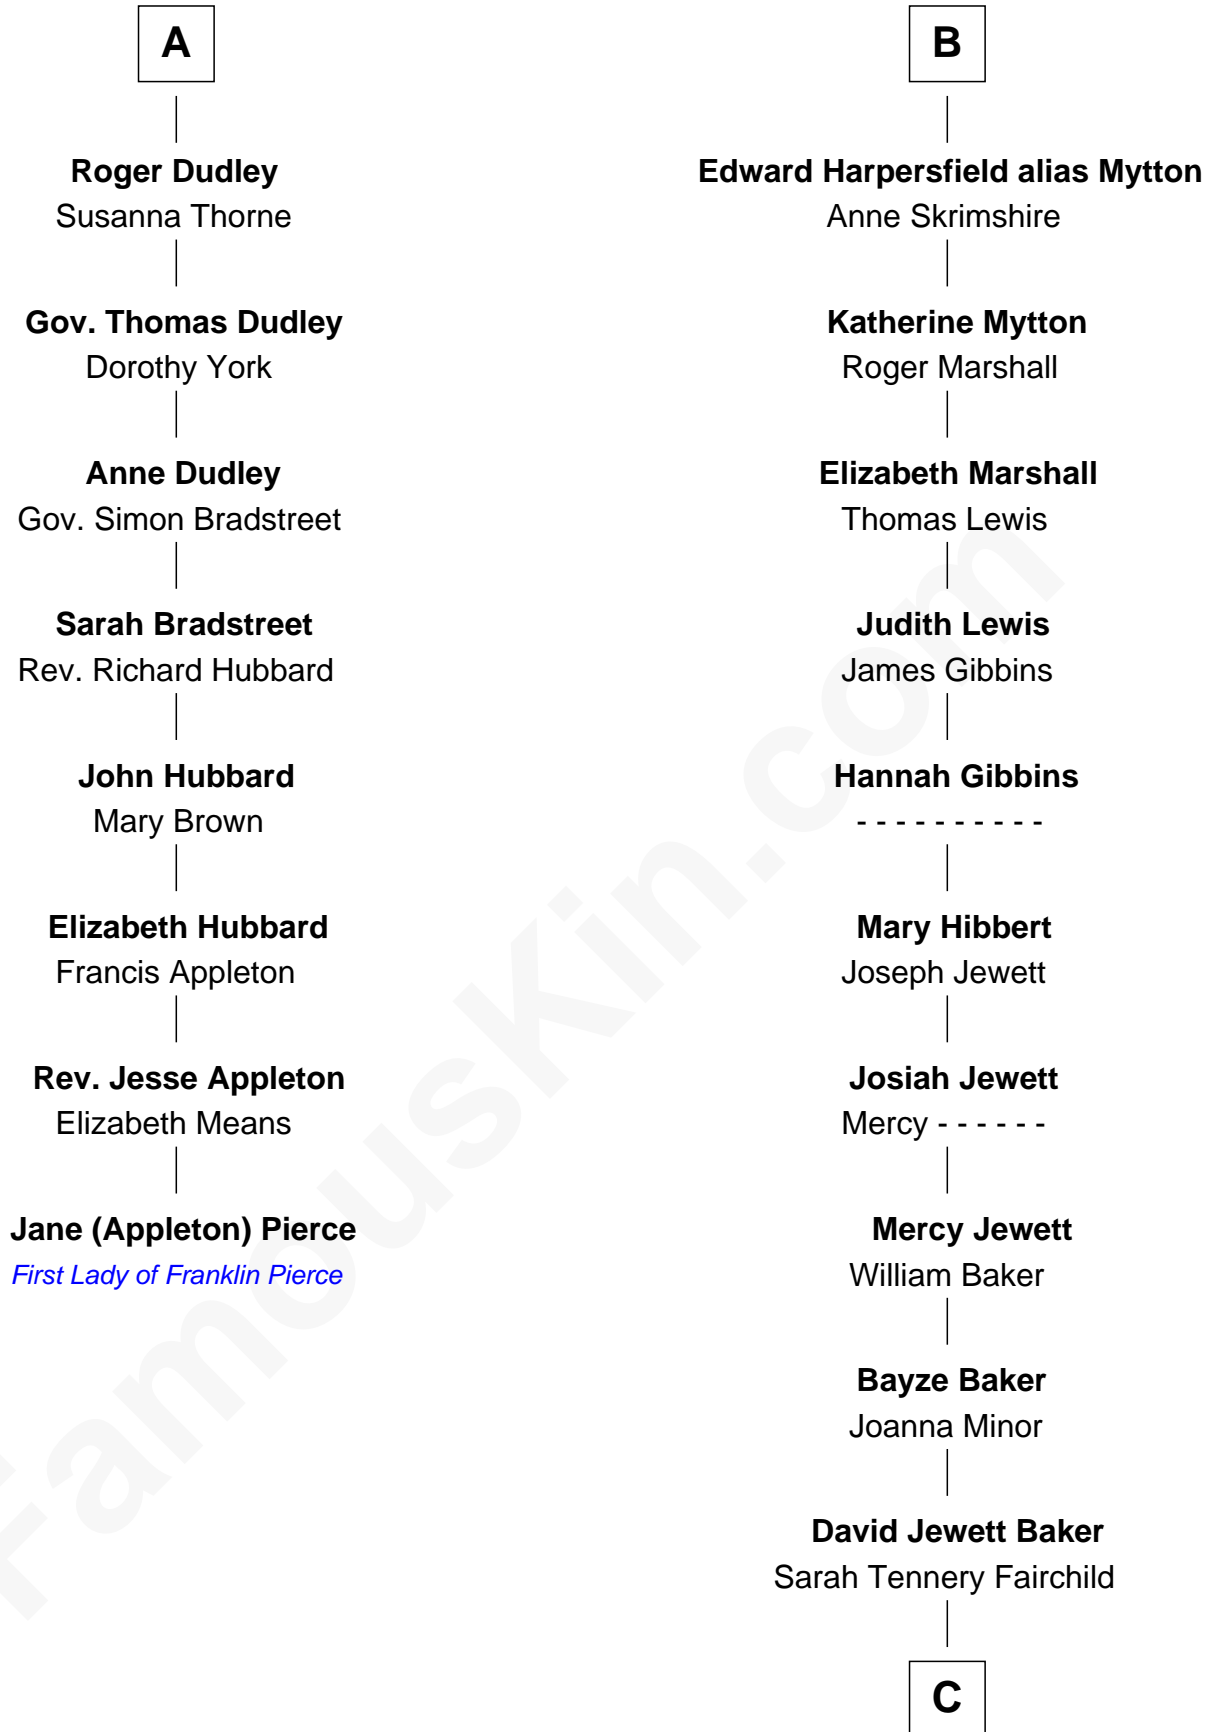 A
Roger Dudley
Susanna Thorne
Gov. Thomas Dudley
Dorothy York
Anne Dudley
Gov. Simon Bradstreet
Sarah Bradstreet
Rev. Richard Hubbard
John Hubbard
Mary Brown
Elizabeth Hubbard
Francis Appleton
Rev. Jesse Appleton
Elizabeth Means
Jane (Appleton) Pierce
First Lady of Franklin Pierce
B
Edward Harpersfield alias Mytton
Anne Skrimshire
Katherine Mytton
Roger Marshall
Elizabeth Marshall
Thomas Lewis
Judith Lewis
James Gibbins
Hannah Gibbins
- - - - - - - - - -
Mary Hibbert
Joseph Jewett
Josiah Jewett
Mercy - - - - - -
Mercy Jewett
William Baker
Bayze Baker
Joanna Minor
David Jewett Baker
Sarah Tennery Fairchild
C
FamousKin.com